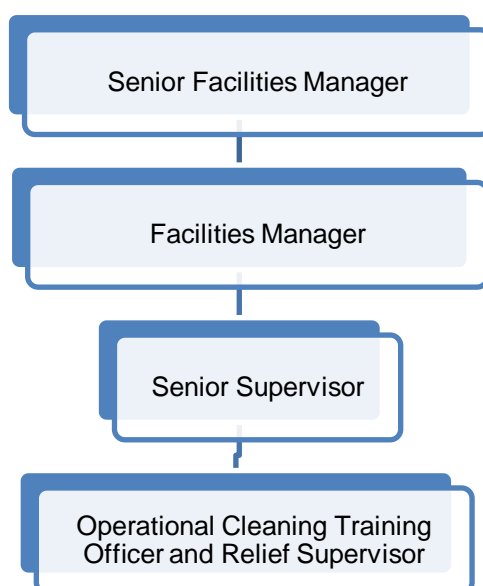 Senior Facilities Manager
Facilities Manager
Senior Supervisor
Operational Cleaning Training
Officer and Relief Supervisor